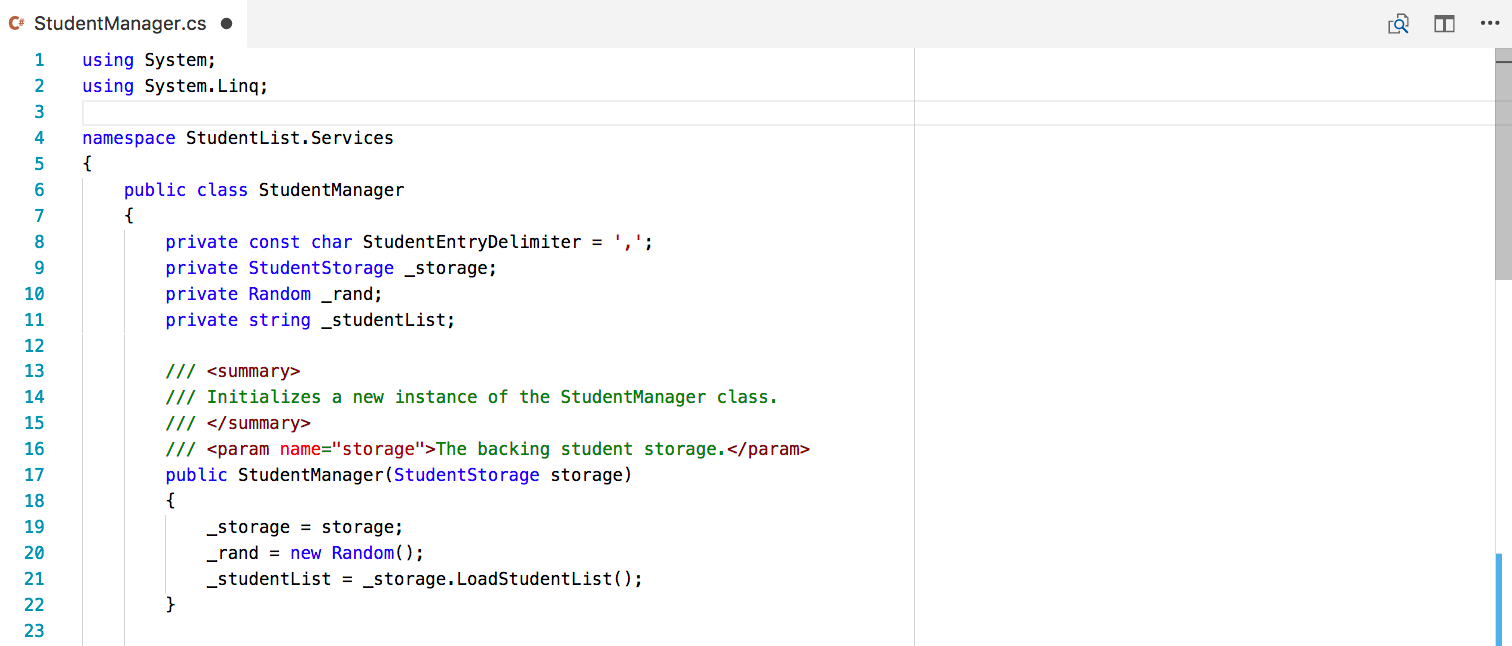 C# StudentManager.cs
1 using System;
2 using System.Linq;
3
4 namespace StudentList.Services
5 {
6     public class StudentManager
7     {
8         private const char StudentEntryDelimiter = ',';
9         private StudentStorage _storage;
10         private Random _rand;
11         private string _studentList;
12
13         /// <summary>
14         /// Initializes a new instance of the StudentManager class.
15         /// </summary>
16         /// <param name="storage">The backing student storage.</param>
17         public StudentManager(StudentStorage storage)
18         {
19             _storage = storage;
20             _rand = new Random();
21             _studentList = _storage.LoadStudentList();
22         }
23